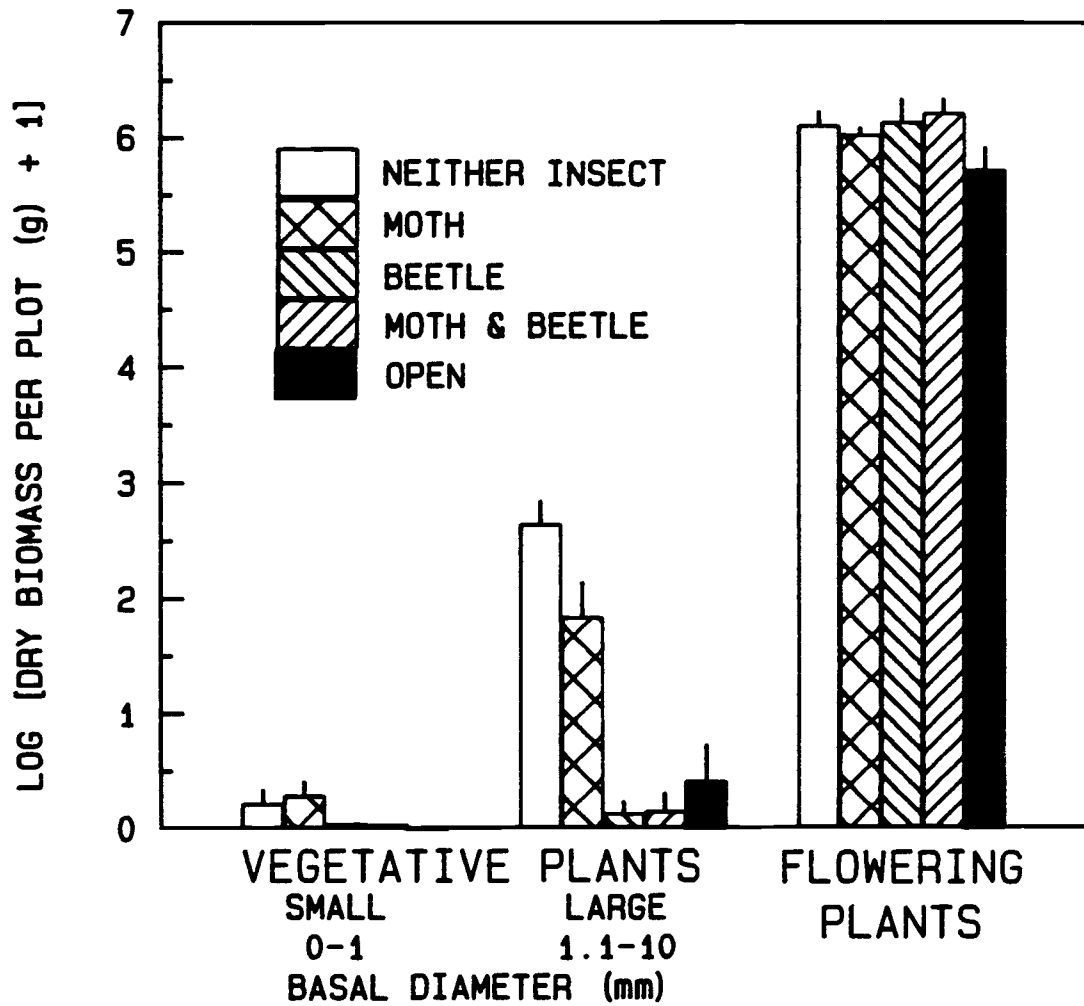 LOG [DRY BIOMASS PER PLOT (g) + 1]
7
6
5
4
3
2
1
0
NEITHER INSECT
MOTH
BEETLE
MOTH & BEETLE
OPEN
VEGETATIVE PLANTS
SMALL LARGE
0-1 1.1-10
BASAL DIAMETER (mm)
FLOWERING
PLANTS